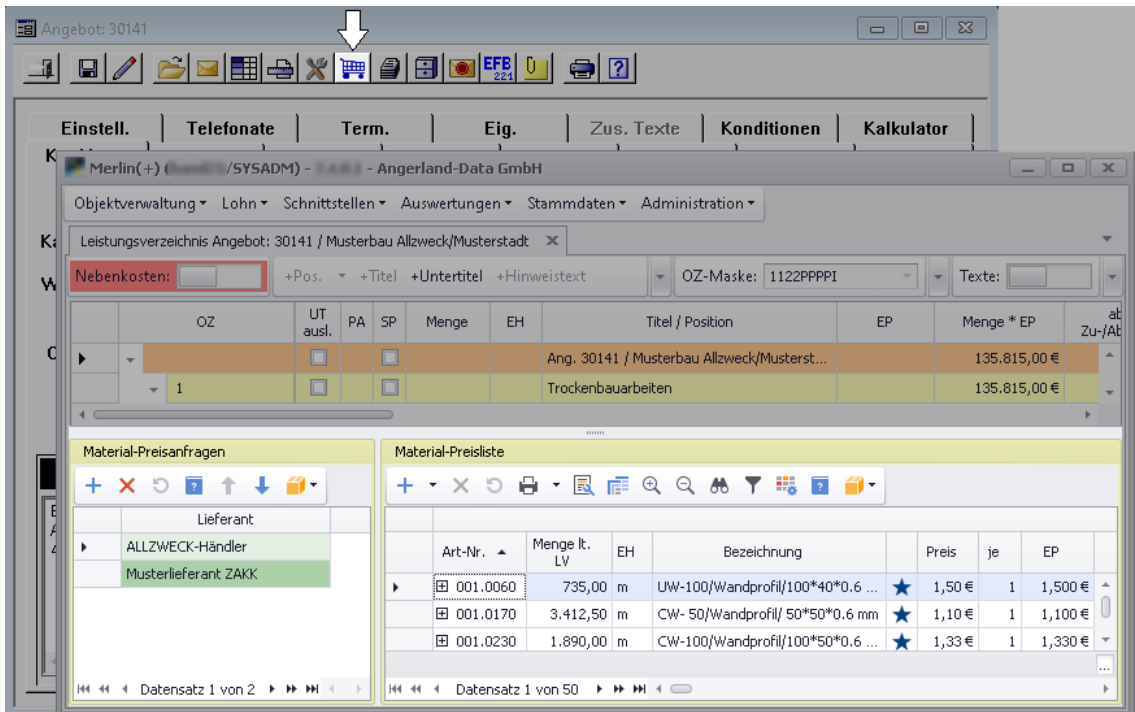 Angebot: 30141
EFB
221
Einstell. Telefonate Term. Eig. Zus. Texte Konditionen Kalkulator
Merlin(+) ( /SYSADM) - - Angerland-Data GmbH
Objektverwaltung Lohn Schnittstellen Auswertungen Stammdaten Administration
Leistungsverzeichnis Angebot: 30141 / Musterbau Allzweck/Musterstadt
Nebenkosten: +Pos. +Titel +Untertitel +Hinweistext OZ-Maske: 1122PPPPI Texte:
OZ UT ausl. PA SP Menge EH Titel / Position EP Menge * EP Zu-/Ab
Ang. 30141 / Musterbau Allzweck/Musterst... 135.815,00 €
1 Trockenbauarbeiten 135.815,00 €
Material-Preisanfragen
Lieferant
ALLZWECK-Händler
Musterlieferant ZAKK
Datensatz 1 von 2
Material-Preisliste
Art-Nr. Menge lt. LV EH Bezeichnung Preis je EP
001.0060 735,00 m UW-100/Wandprofil/100*40*0.6 ... 1,50 € 1 1,500 €
001.0170 3.412,50 m CW- 50/Wandprofil/ 50*50*0.6 mm 1,10 € 1 1,100 €
001.0230 1.890,00 m CW-100/Wandprofil/100*50*0.6 ... 1,33 € 1 1,330 €
Datensatz 1 von 50